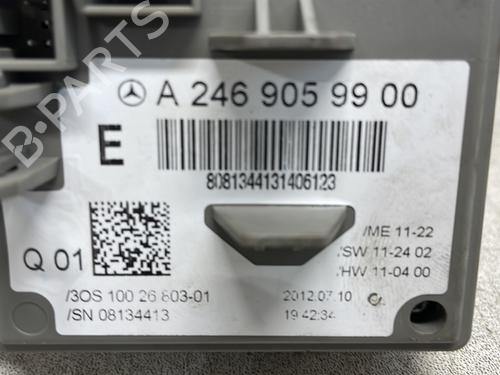 A 246 905 99 00
E
8081344131406123
Q 01
/ME 11-22
/SW 11-24 02
/HW 11-04 00
/3OS 100 26 803-01
2012.07.10
/SN 08134413
19:42:34